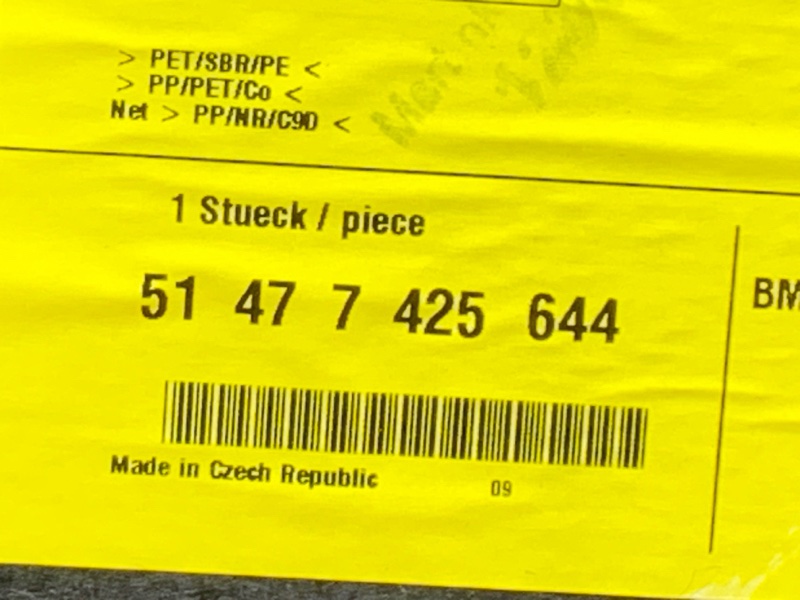 > PET/SBR/PE <
> PP/PET/Co <
Net > PP/NR/C9D <
1 Stueck / piece
51 47 7 425 644
BM
Made in Czech Republic
09